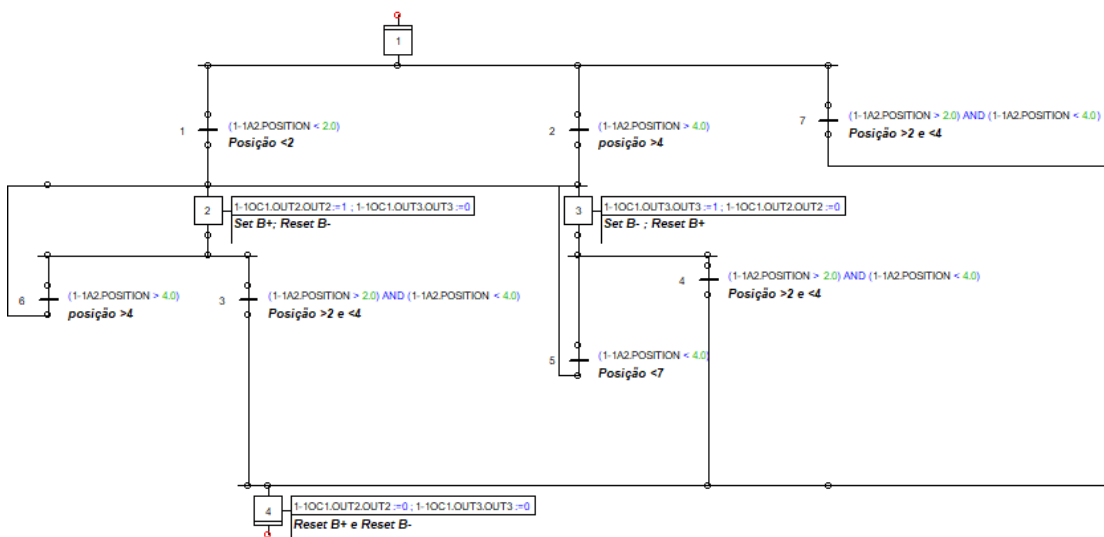 1
1
(1-1A2.POSITION < 2.0)
Posição <2
2
(1-1A2.POSITION > 4.0)
posição >4
7
(1-1A2.POSITION > 2.0) AND (1-1A2.POSITION < 4.0)
Posição >2 e <4
2
1-1OC1.OUT2.OUT2:=1 ; 1-1OC1.OUT3.OUT3:=0
Set B+; Reset B-
3
1-1OC1.OUT3.OUT3:=1 ; 1-1OC1.OUT2.OUT2:=0
Set B- ; Reset B+
6
(1-1A2.POSITION > 4.0)
posição >4
3
(1-1A2.POSITION > 2.0) AND (1-1A2.POSITION < 4.0)
Posição >2 e <4
4
(1-1A2.POSITION > 2.0) AND (1-1A2.POSITION < 4.0)
Posição >2 e <4
5
(1-1A2.POSITION < 4.0)
Posição <7
4
1-1OC1.OUT2.OUT2:=0 ; 1-1OC1.OUT3.OUT3:=0
Reset B+ e Reset B-